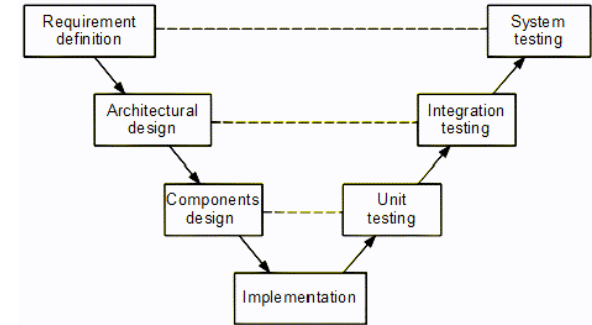 Requirement
definition
System
testing
Architectural
design
Integration
testing
Components
design
Unit
testing
Implementation